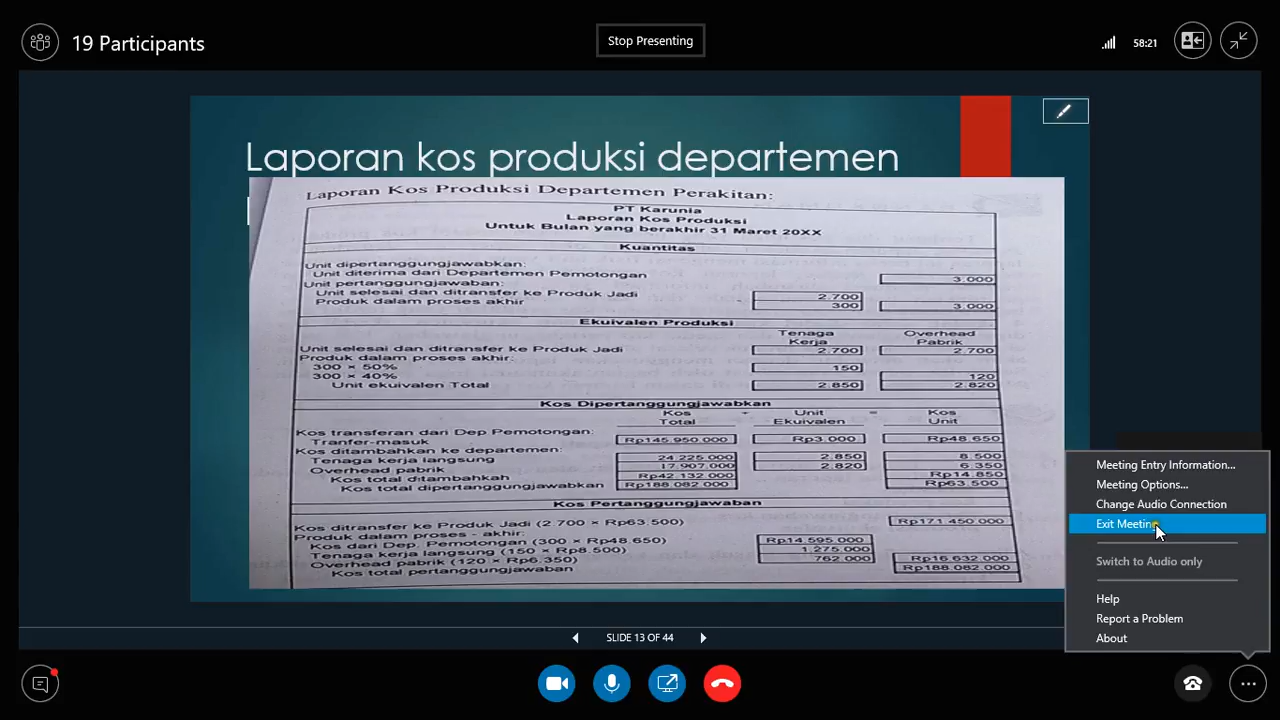 19 Participants
Stop Presenting
58:21
Laporan kos produksi departemen
Laporan Kos Produksi Departemen Perakitan:
PT Karunia
Laporan Kos Produksi
Untuk Bulan yang berakhir 31 Maret 20XX
Kuantitas
Unit dipertanggungjawabkan:
Unit diterima dari Departemen Pemotongan 3.000
Unit pertanggungjawaban:
Unit selesai dan ditransfer ke Produk Jadi 2.700
Produk dalam proses akhir 300 3.000
Ekuivalen Produksi
Tenaga Kerja Overhead Pabrik
Unit selesai dan ditransfer ke Produk Jadi 2.700 2.700
Produk dalam proses akhir:
300 × 50% 150
300 × 40% 120
Unit ekuivalen Total 2.850 2.820
Kos Dipertanggungjawabkan
Kos Total Unit Ekuivalen = Kos Unit
Kos transferan dari Dep Pemotongan:
Tranfer-masuk Rp145.950.000 Rp3.000 Rp48.650
Kos ditambahkan ke departemen:
Tenaga kerja langsung 24.225.000 2.850 8.500
Overhead pabrik 17.907.000 2.820 6.350
Kos total ditambahkah Rp42.132.000 Rp14.850
Kos total dipertanggungjawabkan Rp188.082.000 Rp63.500
Kos Pertanggungjawaban
Kos ditransfer ke Produk Jadi (2.700 × Rp63.500) Rp171.450.000
Produk dalam proses - akhir:
Kos dari Dep. Pemotongan (300 × Rp48.650) Rp14.595.000
Tenaga kerja langsung (150 × Rp8.500) 1.275.000
Overhead pabrik (120 × Rp6.350) 762.000 Rp16.632.000
Kos total pertanggungjawaban Rp188.082.000
SLIDE 13 OF 44
Meeting Entry Information...
Meeting Options...
Change Audio Connection
Exit Meeting
Switch to Audio only
Help
Report a Problem
About